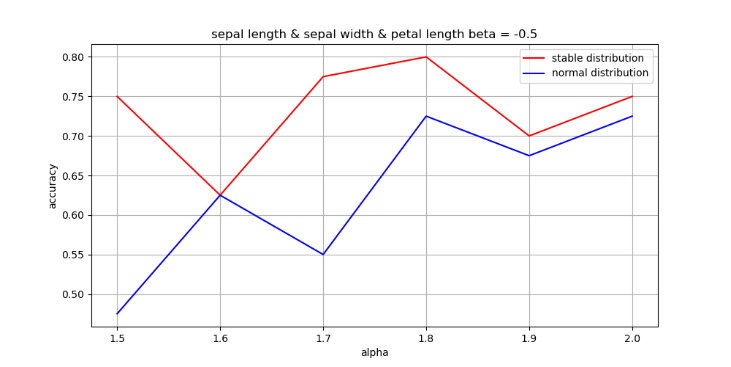 sepal length & sepal width & petal length beta = -0.5
stable distribution
normal distribution
accuracy
0.80
0.75
0.70
0.65
0.60
0.55
0.50
1.5 1.6 1.7 1.8 1.9 2.0
alpha